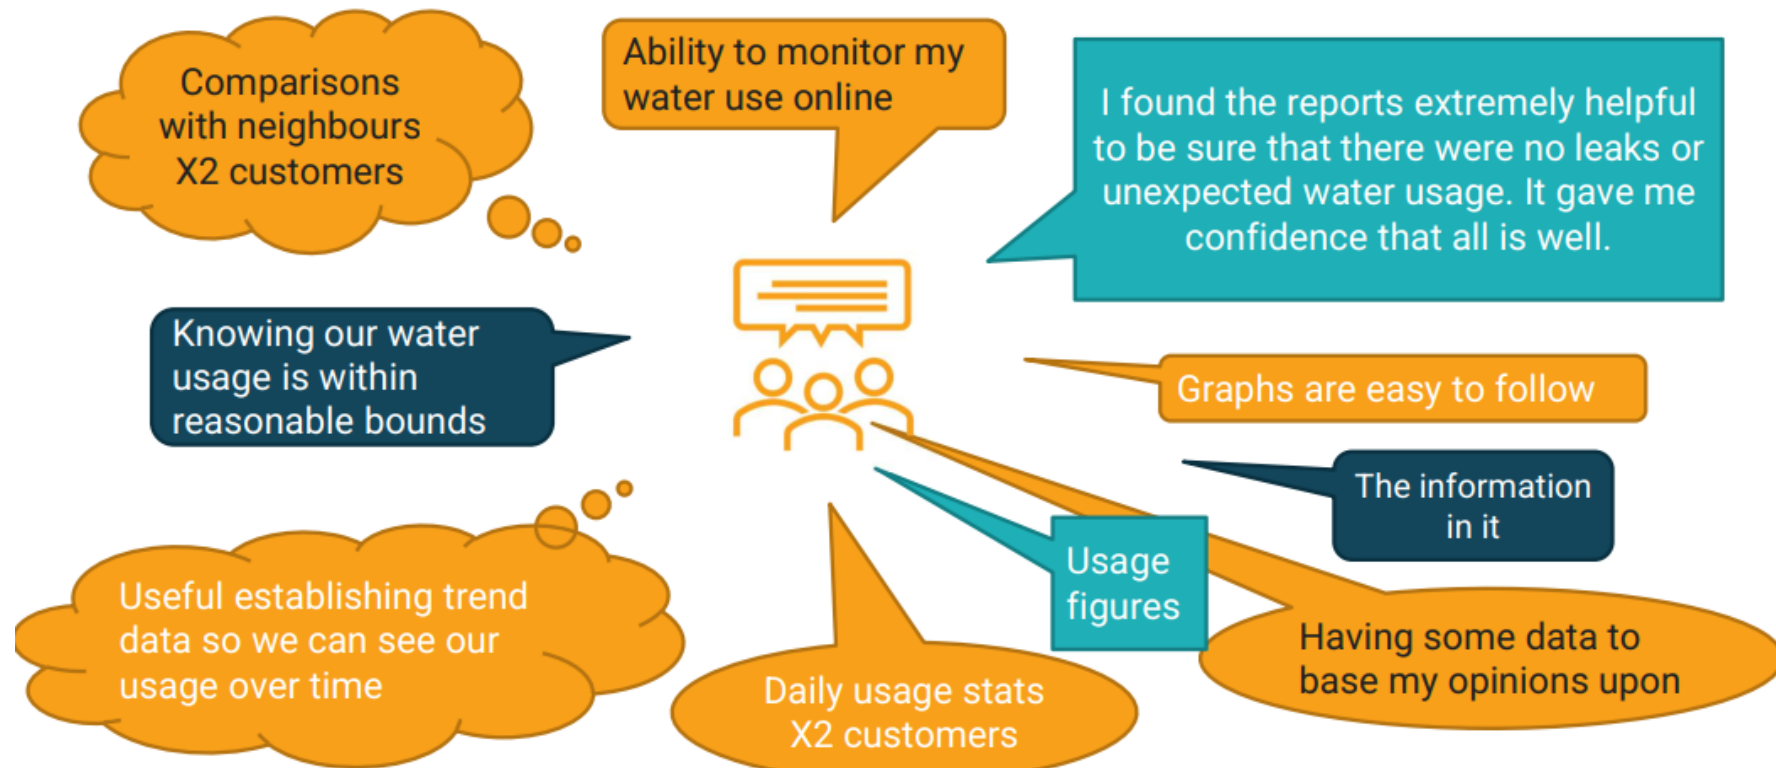 Comparisons
with neighbours
X2 customers
Ability to monitor my
water use online
I found the reports extremely helpful
to be sure that there were no leaks or
unexpected water usage. It gave me
confidence that all is well.
Knowing our water
usage is within
reasonable bounds
Graphs are easy to follow
The information
in it
Usage
figures
Useful establishing trend
data so we can see our
usage over time
Having some data to
base my opinions upon
Daily usage stats
X2 customers